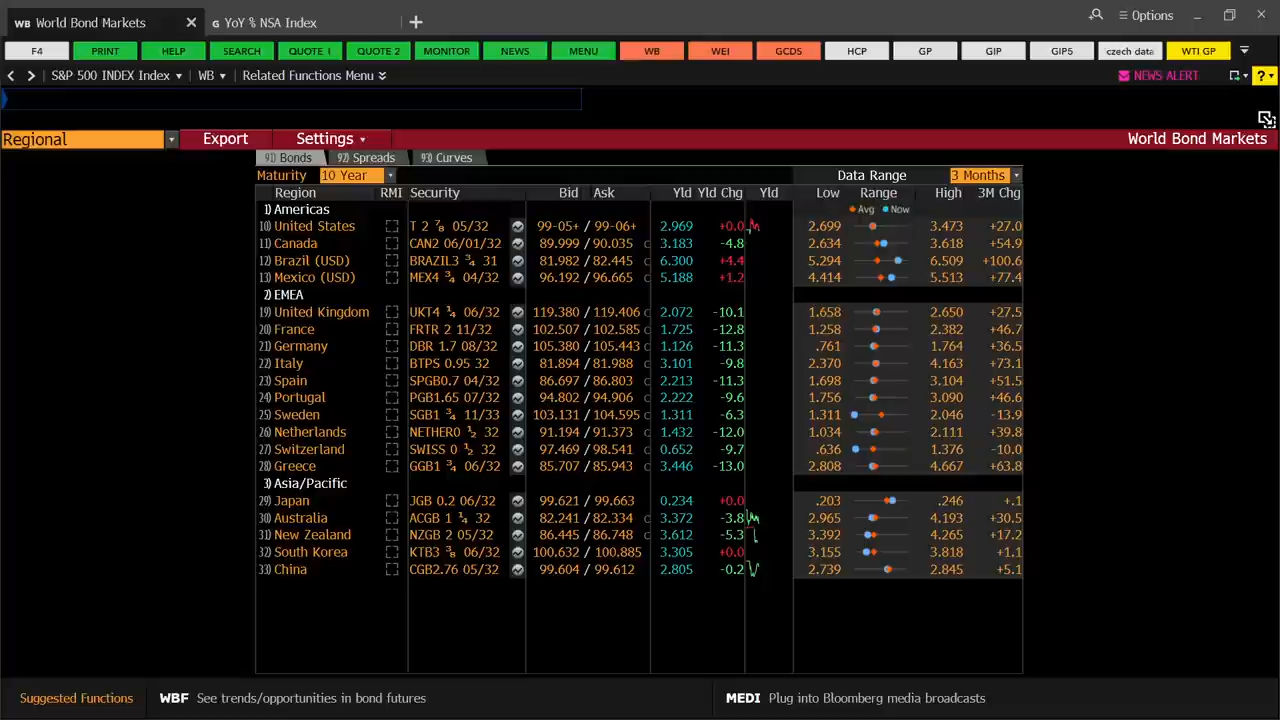 WB World Bond Markets G YoY % NSA Index
Options
F4 PRINT HELP SEARCH QUOTE 1 QUOTE 2 MONITOR NEWS MENU WB WEI GCDS HCP GP GIP GIP5 czech data WTI GP
S&P 500 INDEX Index WB Related Functions Menu NEWS ALERT ?
Regional Export Settings World Bond Markets
91) Bonds 92) Spreads 93) Curves
Maturity 10 Year Data Range 3 Months
Region RMI Security Bid Ask Yld Yld Chg Yld Low Range High 3M Chg
1) Americas Avg Now
10) United States T 2 ⅞ 05/32 99-05+ / 99-06+ 2.969 +0.0 2.699 3.473 +27.0
11) Canada CAN2 06/01/32 89.999 / 90.035 c 3.183 -4.8 2.634 3.618 +54.9
12) Brazil (USD) BRAZIL3 ¾ 31 81.982 / 82.445 c 6.300 +4.4 5.294 6.509 +100.6
13) Mexico (USD) MEX4 ¾ 04/32 96.192 / 96.665 c 5.188 +1.2 4.414 5.513 +77.4
2) EMEA
19) United Kingdom UKT4 ¼ 06/32 119.380 / 119.406 c 2.072 -10.1 1.658 2.650 +27.5
20) France FRTR 2 11/32 102.507 / 102.585 c 1.725 -12.8 1.258 2.382 +46.7
21) Germany DBR 1.7 08/32 105.380 / 105.443 c 1.126 -11.3 .761 1.764 +36.5
22) Italy BTPS 0.95 32 81.894 / 81.988 c 3.101 -9.8 2.370 4.163 +73.1
23) Spain SPGB0.7 04/32 86.697 / 86.803 c 2.213 -11.3 1.698 3.104 +51.5
24) Portugal PGB1.65 07/32 94.802 / 94.906 c 2.222 -9.6 1.756 3.090 +46.6
25) Sweden SGB1 ¾ 11/33 103.131 / 104.595 c 1.311 -6.3 1.311 2.046 -13.9
26) Netherlands NETHER0 ½ 32 91.194 / 91.373 c 1.432 -12.0 1.034 2.111 +39.8
27) Switzerland SWISS 0 ½ 32 97.469 / 98.541 c 0.652 -9.7 .636 1.376 -10.0
28) Greece GGB1 ¾ 06/32 85.707 / 85.943 c 3.446 -13.0 2.808 4.667 +63.8
3) Asia/Pacific
29) Japan JGB 0.2 06/32 99.621 / 99.663 0.234 +0.0 .203 .246 +.1
30) Australia ACGB 1 ¼ 32 82.241 / 82.334 c 3.372 -3.8 2.965 4.193 +30.5
31) New Zealand NZGB 2 05/32 86.445 / 86.748 c 3.612 -5.3 3.392 4.265 +17.2
32) South Korea KTB3 ⅜ 06/32 100.632 / 100.885 3.305 +0.0 3.155 3.818 +1.1
33) China CGB2.76 05/32 99.604 / 99.612 2.805 -0.2 2.739 2.845 +5.1
Suggested Functions WBF See trends/opportunities in bond futures MEDI Plug into Bloomberg media broadcasts